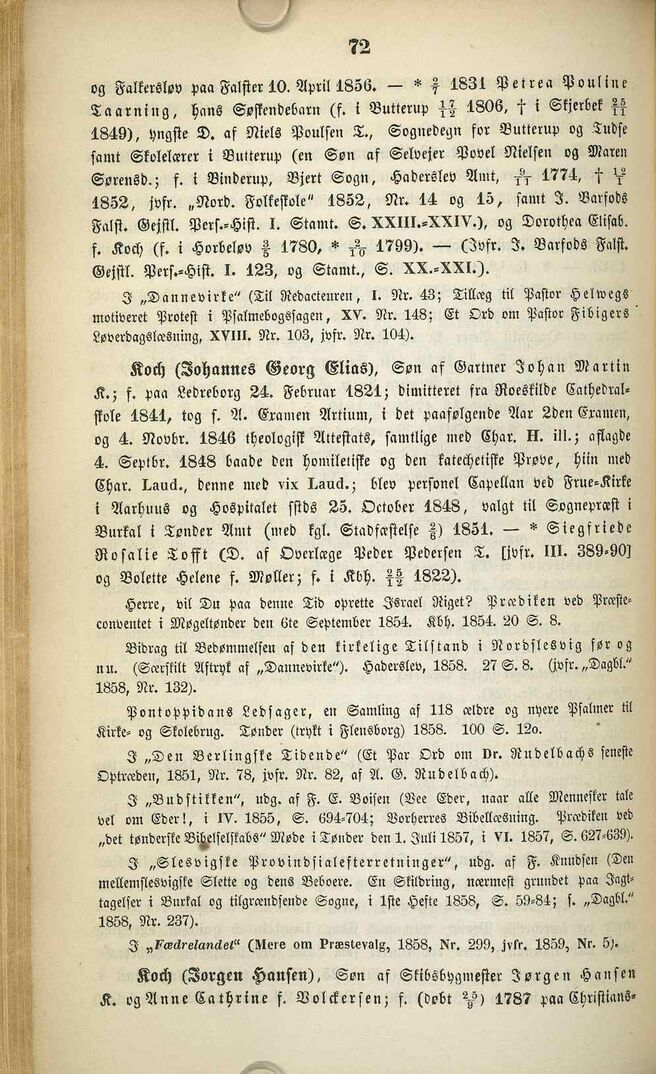 72
og Falkersløv paa Falster 10. April 1856. — * 2/7 1831 Petrea Pouline
Taarning, hans Søskendebarn (f. i Butterup 17/12 1806, † i Skjerbek 25/11
1849), yngste D. af Niels Poulsen T., Sognedegn for Butterup og Tudse
samt Skolelærer i Butterup (en Søn af Selvejer Povel Nielsen og Maren
Sørensd.; f. i Binderup, Bjert Sogn, Haderslev Amt, 9/11 1774, † 1/2
1852, jvfr. „Nord. Folkeskole“ 1852, Nr. 14 og 15, samt J. Barfods
Falst. Gejstl. Pers.-Hist. I. Stamt. S. XXIII.-XXIV.), og Dorothea Elisab.
f. Koch (f. i Horbeløv 3/5 1780, * 2/10 1799). — (Jvfr. J. Barfods Falst.
Gejstl. Pers.-Hist. I. 123, og Stamt., S. XX.-XXI.).
I „Dannevirke“ (Til Redacteuren, I. Nr. 43; Tillæg til Pastor Helwegs
motiveret Protest i Psalmebogssagen, XV. Nr. 148; Et Ord om Pastor Fibigers
Løverdagslæsning, XVIII. Nr. 103, jvfr. Nr. 104).
Koch (Johannes Georg Elias), Søn af Gartner Johan Martin
K.; f. paa Ledreborg 24. Februar 1821; dimitteret fra Roeskilde Cathedral-
skole 1841, tog s. A. Examen Artium, i det paafølgende Aar 2den Examen,
og 4. Novbr. 1846 theologisk Attestats, samtlige med Char. H. ill.; aflagde
4. Septbr. 1848 baade den homiletiske og den katechetiske Prøve, hiin med
Char. Laud., denne med vix Laud.; blev personel Capellan ved Frue-Kirke
i Aarhuus og Hospitalet sstds 25. October 1848, valgt til Sognepræst i
Burkal i Tønder Amt (med kgl. Stadfæstelse 2/6) 1851. — * Siegfriede
Rosalie Tofft (D. af Overlæge Peder Pedersen T. [jvfr. III. 389-90]
og Bolette Helene f. Møller; f. i Kbh. 25/12 1822).
Herre, vil Du paa denne Tid oprette Israel Riget? Prædiken ved Præste-
conventet i Møgeltønder den 6te September 1854. Kbh. 1854. 20 S. 8.
Bidrag til Bedømmelsen af den kirkelige Tilstand i Nordslesvig før og
nu. (Særskilt Aftryk af „Dannevirke“). Haderslev, 1858. 27 S. 8. (jvfr. „Dagbl.“
1858, Nr. 132).
Pontoppidans Ledsager, en Samling af 118 ældre og nyere Psalmer til
Kirke- og Skolebrug. Tønder (trykt i Flensborg) 1858. 100 S. 12o.
I „Den Berlingske Tidende“ (Et Par Ord om Dr. Rudelbachs seneste
Optræden, 1851, Nr. 78, jvfr. Nr. 82, af A. G. Rudelbach).
I „Budstikken“, udg. af F. E. Boisen (Vee Eder, naar alle Mennesker tale
vel om Eder!, i IV. 1855, S. 694-704; Vorherres Bibellæsning. Prædiken ved
„det tønderske Bibelselskabs“ Møde i Tønder den 1. Juli 1857, i VI. 1857, S. 627-639).
I „Slesvigske Provindsialefterretninger“, udg. af F. Knudsen (Den
mellemslesvigske Slette og dens Beboere. En Skildring, nærmest grundet paa Jagt-
tagelser i Burkal og tilgrændsende Sogne, i 1ste Hefte 1858, S. 59-84; s. „Dagbl.“
1858, Nr. 237).
I „Fædrelandet“ (Mere om Præstevalg, 1858, Nr. 299, jvfr. 1859, Nr. 5).
Koch (Jorgen Hansen), Søn af Skibsbygmester Jørgen Hansen
K. og Anne Cathrine f. Volckersen; f. (døbt 25/9) 1787 paa Christians-